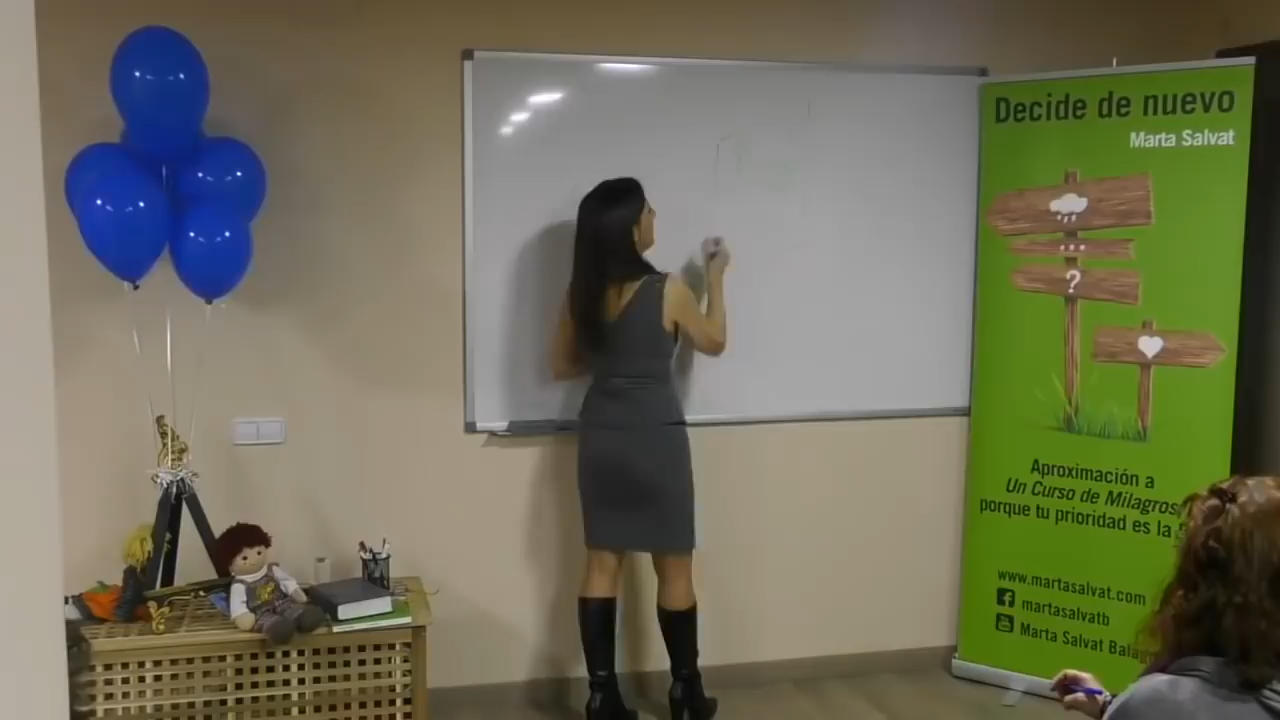 Decide de nuevo
Marta Salvat
...
?
Aproximación a
Un Curso de Milagros,
porque tu prioridad es la
www.martasalvat.com
martasalvatb
Marta Salvat Bala